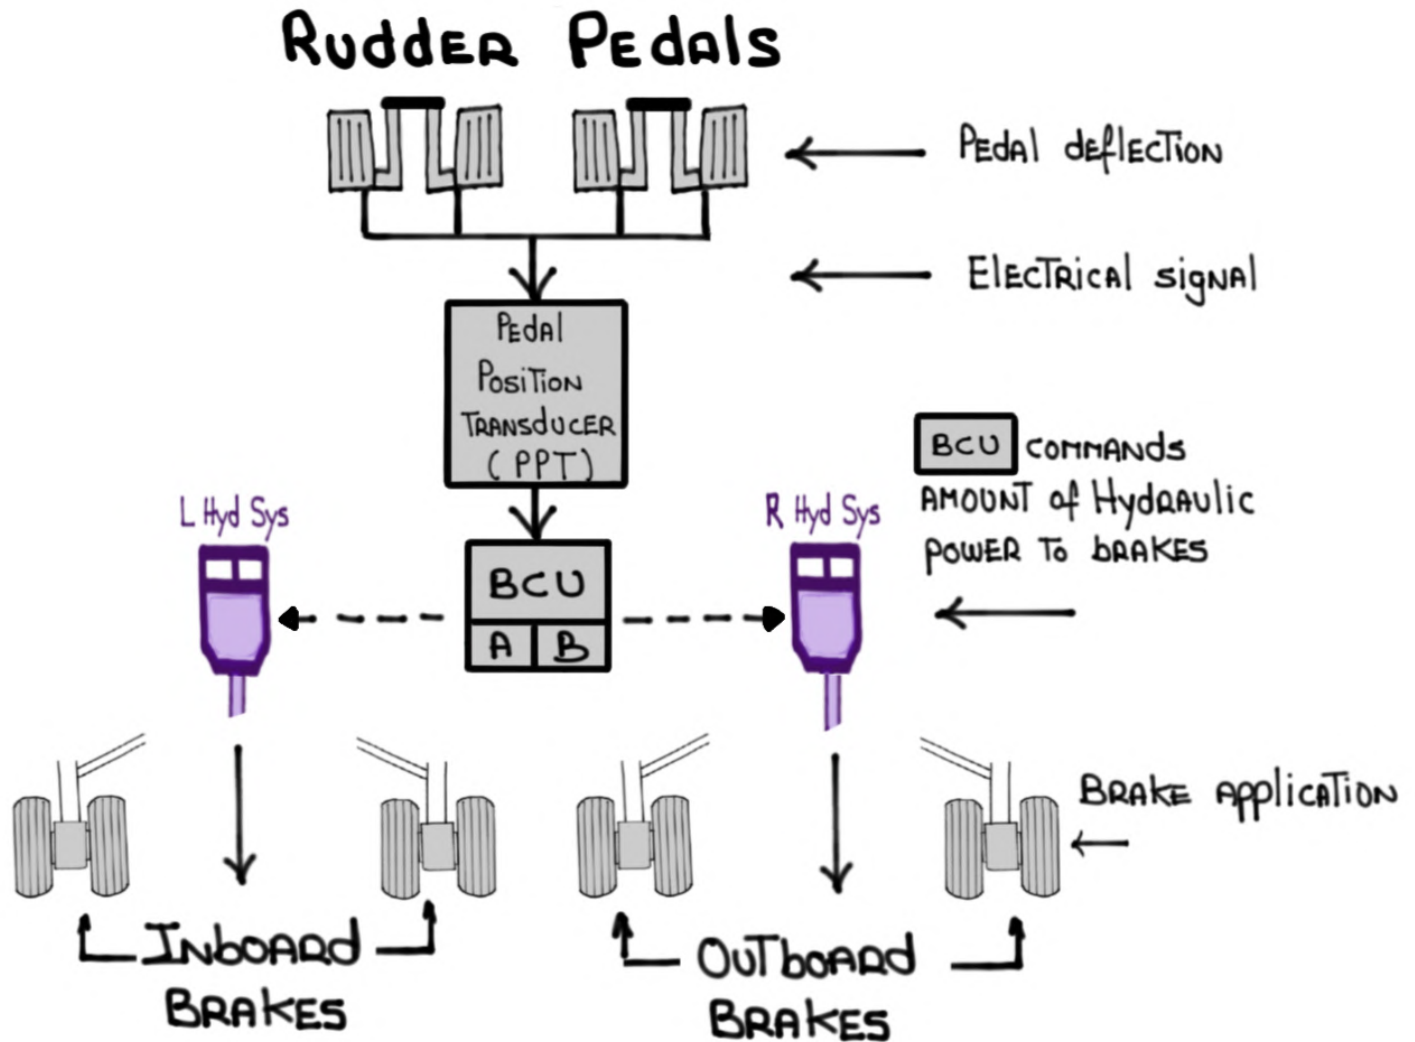 Rudder Pedals
Pedal deflection
Electrical signal
Pedal
Position
Transducer
(PPT)
BCU commands
amount of Hydraulic
power to brakes
L Hyd Sys
R Hyd Sys
BCU
A B
Brake application
Inboard
Brakes
Outboard
Brakes